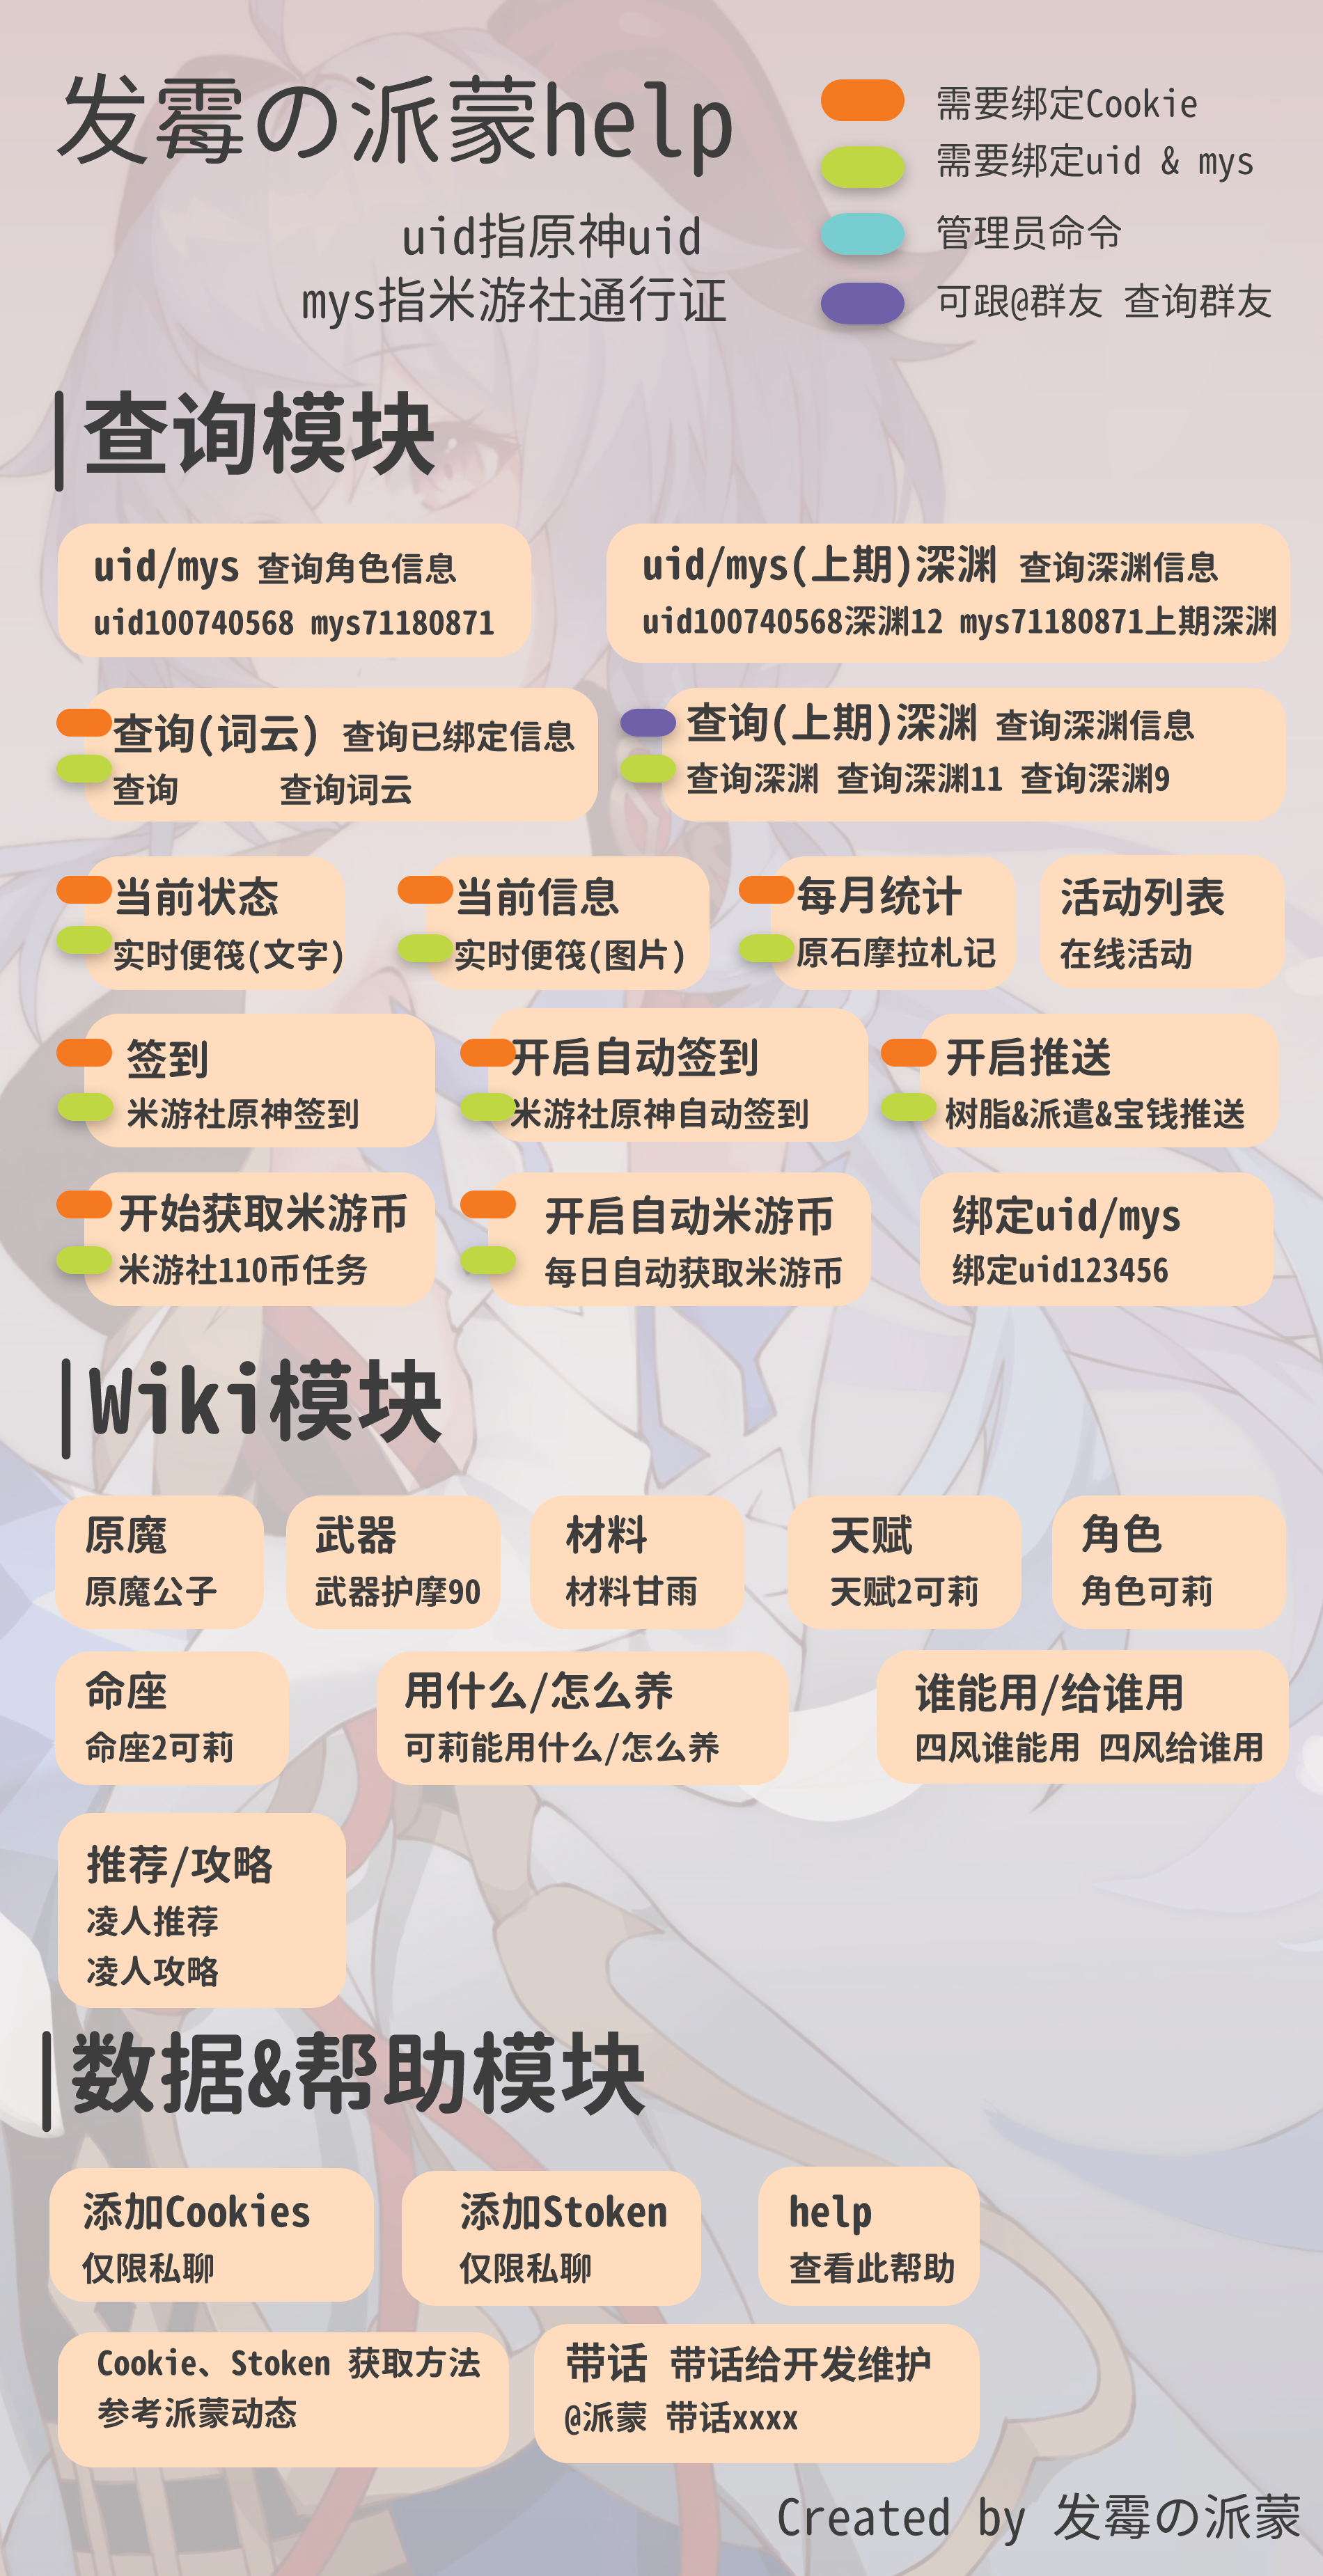 发霉の派蒙help
uid指原神uid
mys指米游社通行证
需要绑定Cookie
需要绑定uid & mys
管理员命令
可跟@群友 查询群友
查询模块
uid/mys 查询角色信息
uid100740568 mys71180871
uid/mys(上期)深渊 查询深渊信息
uid100740568深渊12 mys71180871上期深渊
查询(词云) 查询已绑定信息
查询 查询词云
查询(上期)深渊 查询深渊信息
查询深渊 查询深渊11 查询深渊9
当前状态
实时便筏(文字)
当前信息
实时便筏(图片)
每月统计
原石摩拉札记
活动列表
在线活动
签到
米游社原神签到
开启自动签到
米游社原神自动签到
开启推送
树脂&派遣&宝钱推送
开始获取米游币
米游社110币任务
开启自动米游币
每日自动获取米游币
绑定uid/mys
绑定uid123456
Wiki模块
原魔
原魔公子
武器
武器护摩90
材料
材料甘雨
天赋
天赋2可莉
角色
角色可莉
命座
命座2可莉
用什么/怎么养
可莉能用什么/怎么养
谁能用/给谁用
四风谁能用 四风给谁用
推荐/攻略
凌人推荐
凌人攻略
数据&帮助模块
添加Cookies
仅限私聊
添加Stoken
仅限私聊
help
查看此帮助
Cookie、Stoken 获取方法
参考派蒙动态
带话 带话给开发维护
@派蒙 带话xxxx
Created by 发霉の派蒙